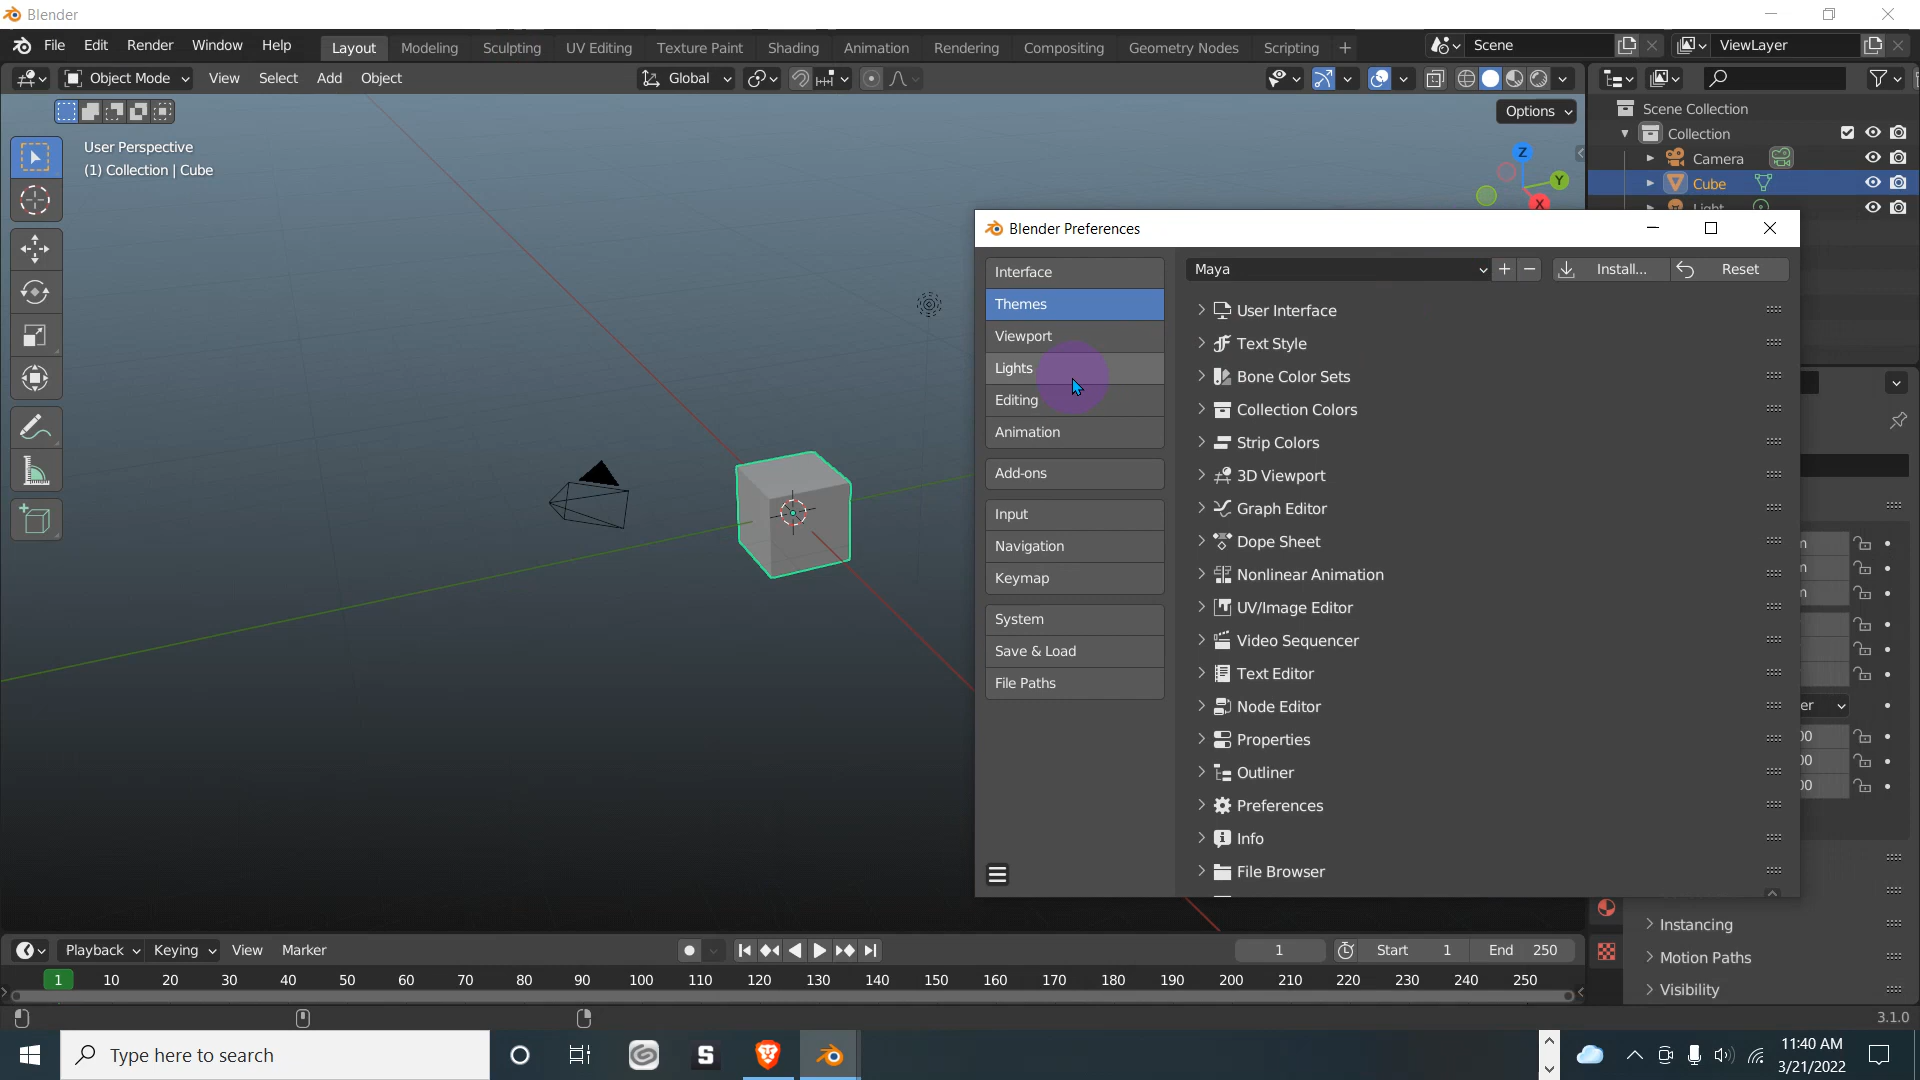 Blender
File Edit Render Window Help
Layout Modeling Sculpting UV Editing Texture Paint Shading Animation Rendering Compositing Geometry Nodes Scripting
Scene
ViewLayer
Object Mode View Select Add Object
Global
Options
User Perspective
(1) Collection | Cube
Z
Y
X
Scene Collection
Collection
Camera
Cube
Light
Blender Preferences
Interface
Themes
Viewport
Lights
Editing
Animation
Add-ons
Input
Navigation
Keymap
System
Save & Load
File Paths
Maya
Install...
Reset
User Interface
Text Style
Bone Color Sets
Collection Colors
Strip Colors
3D Viewport
Graph Editor
Dope Sheet
Nonlinear Animation
UV/Image Editor
Video Sequencer
Text Editor
Node Editor
Properties
Outliner
Preferences
Info
File Browser
Instancing
Motion Paths
Visibility
Playback Keying View Marker
1
Start 1
End 250
1 10 20 30 40 50 60 70 80 90 100 110 120 130 140 150 160 170 180 190 200 210 220 230 240 250
3.1.0
Type here to search
11:40 AM
3/21/2022